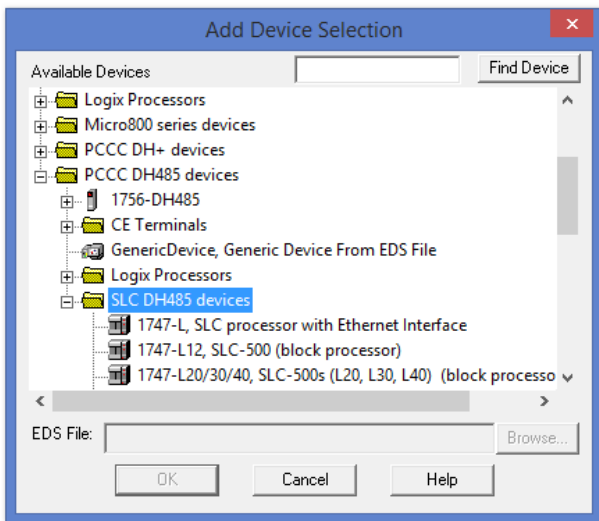 Add Device Selection
Available Devices
Find Device
Logix Processors
Micro800 series devices
PCCC DH+ devices
PCCC DH485 devices
1756-DH485
CE Terminals
GenericDevice, Generic Device From EDS File
Logix Processors
SLC DH485 devices
1747-L, SLC processor with Ethernet Interface
1747-L12, SLC-500 (block processor)
1747-L20/30/40, SLC-500s (L20, L30, L40) (block processo
EDS File:
Browse...
OK
Cancel
Help